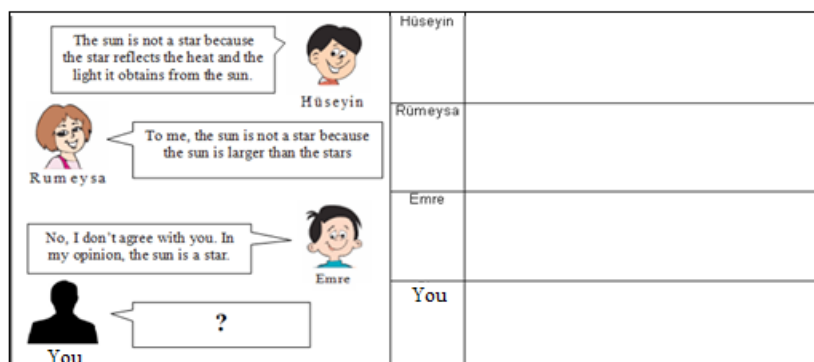 The sun is not a star because
the star reflects the heat and the
light it obtains from the sun.
Hüseyin
To me, the sun is not a star because
the sun is larger than the stars
Rumeysa
No, I don't agree with you. In
my opinion, the sun is a star.
Emre
?
You
Hüseyin
Rümeysa
Emre
You